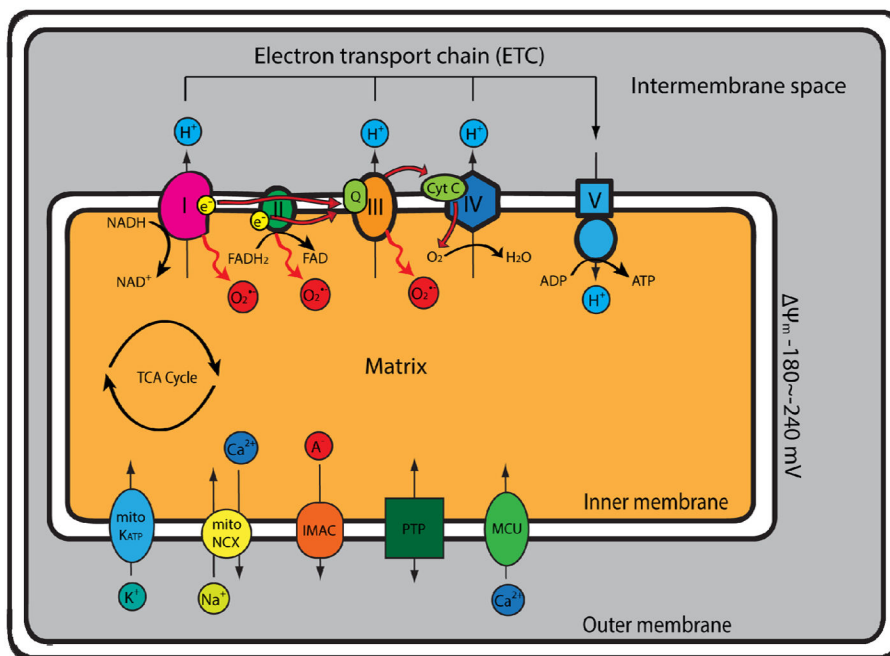 Electron transport chain (ETC)
Intermembrane space
H⁺
H⁺
H⁺
I
e⁻
II
e⁻
Q
III
Cyt C
IV
V
NADH
NAD⁺
FADH₂
FAD
O₂
H₂O
ADP
ATP
H⁺
O₂•⁻
O₂•⁻
O₂•⁻
ΔΨm -180~-240 mV
TCA Cycle
Matrix
Ca²⁺
A⁻
Inner membrane
mito
KATP
mito
NCX
IMAC
PTP
MCU
K⁺
Na⁺
Ca²⁺
Outer membrane